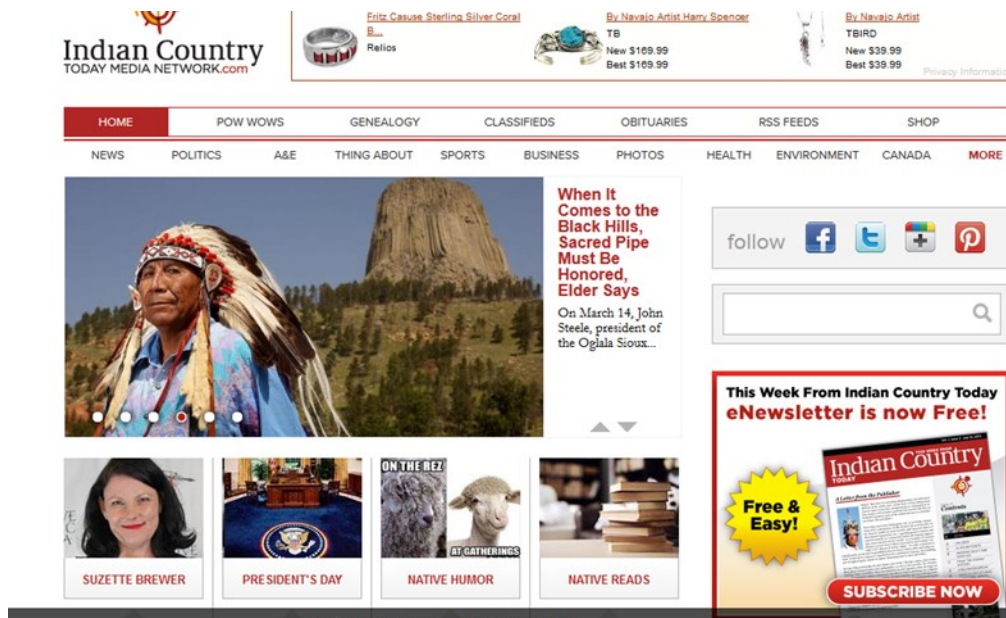 Indian Country
TODAY MEDIA NETWORK.com
Fritz Casuse Sterling Silver Coral
B...
Relios
By Navajo Artist Harry Spencer
TB
New $169.99
Best $169.99
By Navajo Artist
TBIRD
New $39.99
Best $39.99
HOME POW WOWS GENEALOGY CLASSIFIEDS OBITUARIES RSS FEEDS SHOP
NEWS POLITICS A&E THING ABOUT SPORTS BUSINESS PHOTOS HEALTH ENVIRONMENT CANADA MORE
When It
Comes to the
Black Hills,
Sacred Pipe
Must Be
Honored,
Elder Says
On March 14, John
Steele, president of
the Oglala Sioux...
follow
This Week From Indian Country Today
eNewsletter is now Free!
Free &
Easy!
Indian Country
TODAY
A Letter from the Publisher
Contents
SUBSCRIBE NOW
ON THE REZ
AT GATHERINGS
SUZETTE BREWER
PRESIDENT'S DAY
NATIVE HUMOR
NATIVE READS